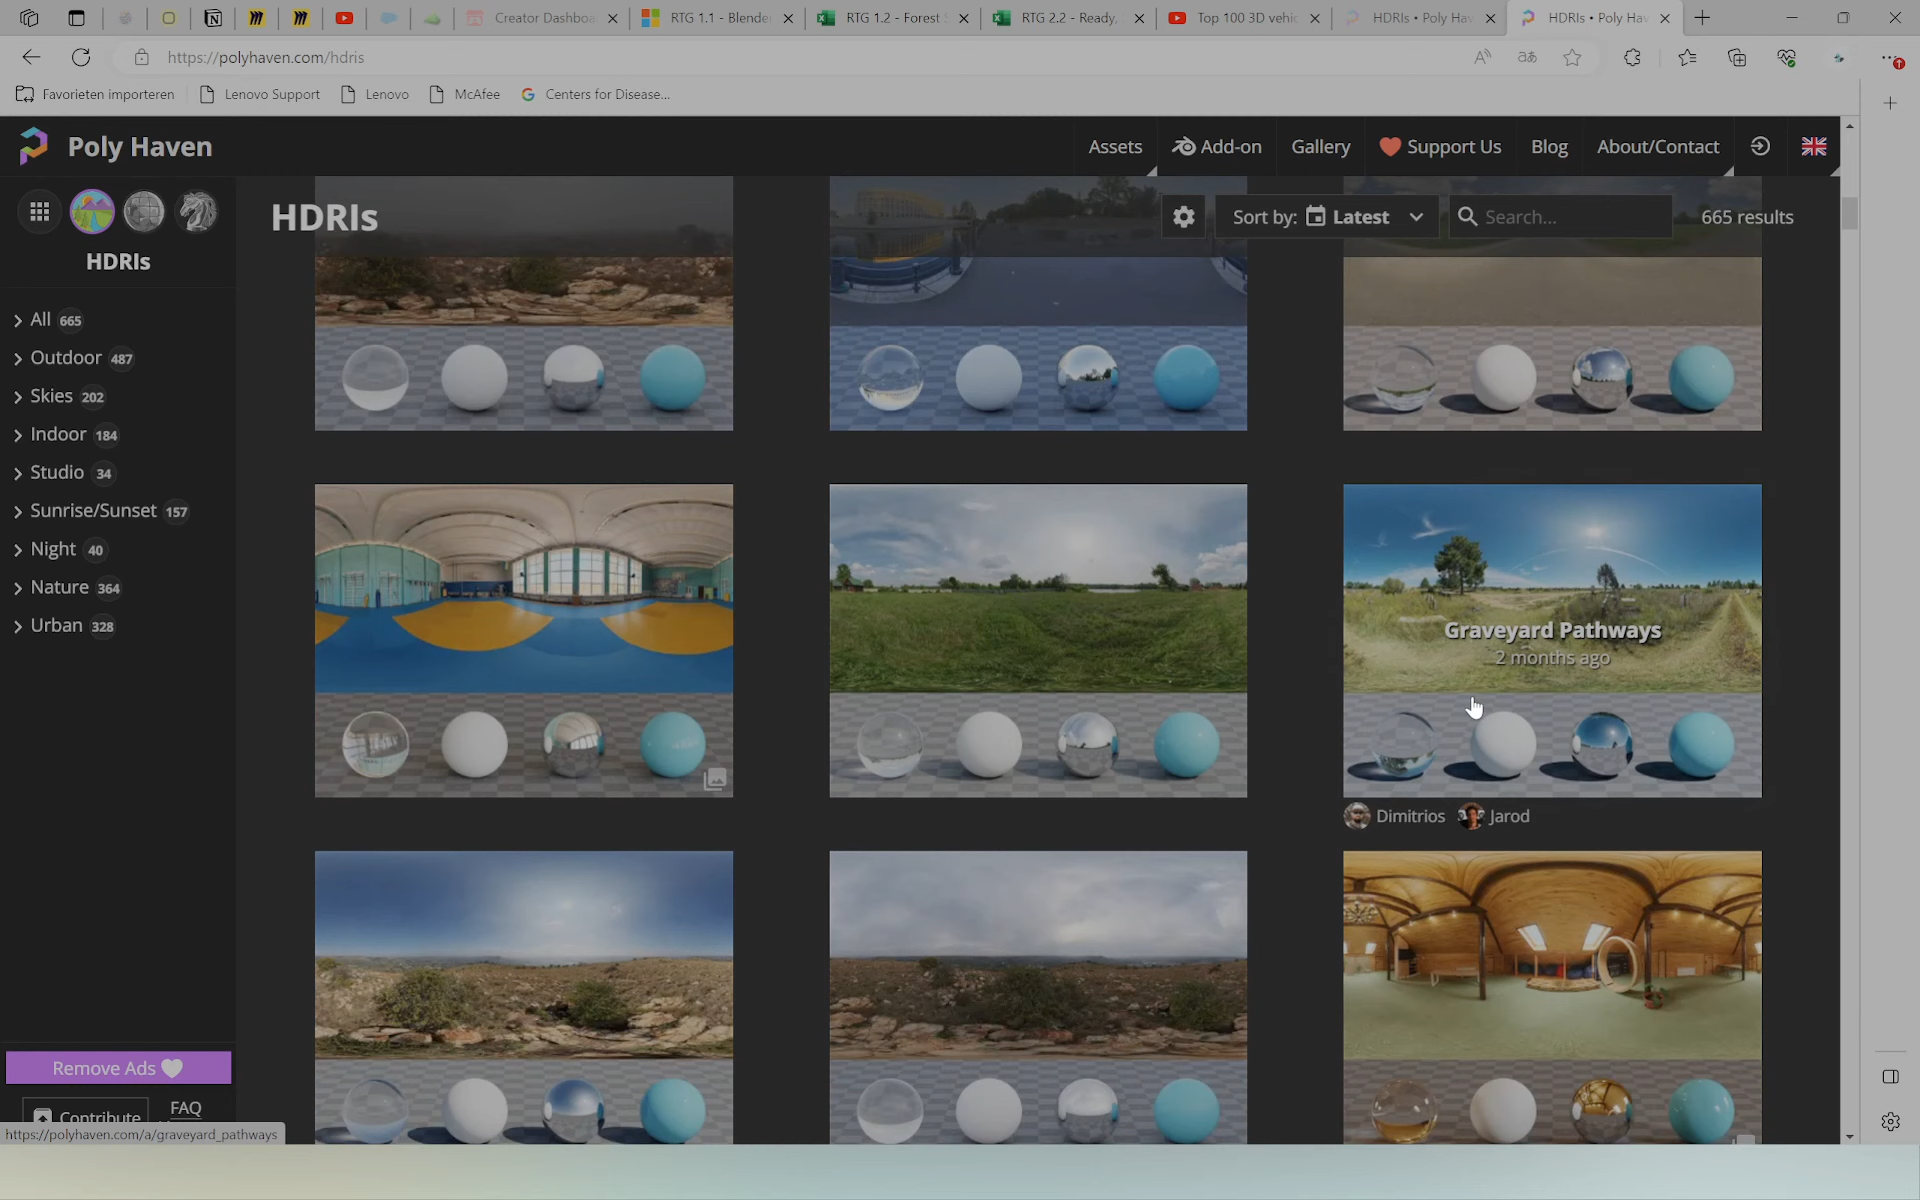 Creator Dashboa
RTG 1.1 - Blende
RTG 1.2 - Forest S
RTG 2.2 - Ready,
Top 100 3D vehic
HDRIs • Poly Hav
HDRIs • Poly Hav
https://polyhaven.com/hdris
Favorieten importeren
Lenovo Support
Lenovo
McAfee
Centers for Disease...
Poly Haven
Assets
Add-on
Gallery
Support Us
Blog
About/Contact
HDRIs
Sort by: Latest
Search...
665 results
HDRIs
All 665
Outdoor 487
Skies 202
Indoor 184
Studio 34
Sunrise/Sunset 157
Night 40
Nature 364
Urban 328
Graveyard Pathways
2 months ago
Dimitrios
Jarod
Remove Ads
Contribute
FAQ
https://polyhaven.com/a/graveyard_pathways